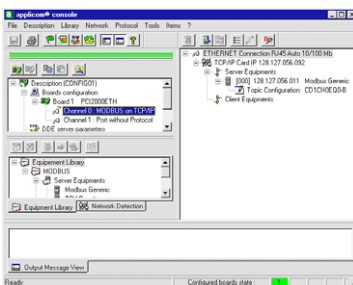 applicom® console
File Description Library Network Protocol Tools Items ?
Description (CONFIG01)
Boards configuration
Board 1 PCI2000ETH
Channel 0 : MODBUS on TCP/IP
Channel 1 : Port without Protocol
DDE server parameters
Equipement Library
MODBUS
Server Equipments
Modbus Generic
Equipment Library
Network Detection
ETHERNET Connection RJ45 Auto 10/100 Mb
TCP/IP Card IP 128.127.056.092
Server Equipments
[000] 128.127.056.011 Modbus Generic
Topic Configuration: CD1CH0EQ0-B
Client Equipments
Output Message View
Ready
Configured boards state :
1